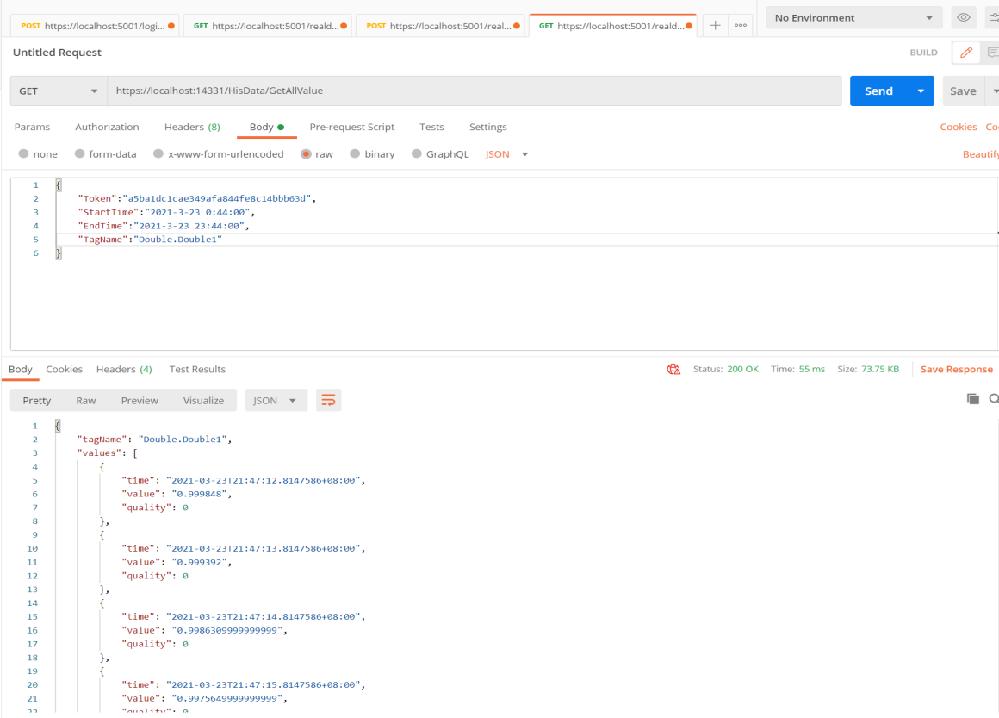 POST https://localhost:5001/logi... GET https://localhost:5001/reald... POST https://localhost:5001/real... GET https://localhost:5001/reald... No Environment
Untitled Request BUILD
GET https://localhost:14331/HisData/GetAllValue Send Save
Params Authorization Headers (8) Body Pre-request Script Tests Settings Cookies Co
none form-data x-www-form-urlencoded raw binary GraphQL JSON Beautify
1 {
2 "Token":"a5ba1dc1cae349afa844fe8c14bbb63d",
3 "StartTime":"2021-3-23 0:44:00",
4 "EndTime":"2021-3-23 23:44:00",
5 "TagName":"Double.Double1"
6 }
Body Cookies Headers (4) Test Results Status: 200 OK Time: 55 ms Size: 73.75 KB Save Response
Pretty Raw Preview Visualize JSON
1 {
2 "tagName": "Double.Double1",
3 "values": [
4 {
5 "time": "2021-03-23T21:47:12.8147586+08:00",
6 "value": "0.999848",
7 "quality": 0
8 },
9 {
10 "time": "2021-03-23T21:47:13.8147586+08:00",
11 "value": "0.999392",
12 "quality": 0
13 },
14 {
15 "time": "2021-03-23T21:47:14.8147586+08:00",
16 "value": "0.9986309999999999",
17 "quality": 0
18 },
19 {
20 "time": "2021-03-23T21:47:15.8147586+08:00",
21 "value": "0.9975649999999999",
22 "quality": 0